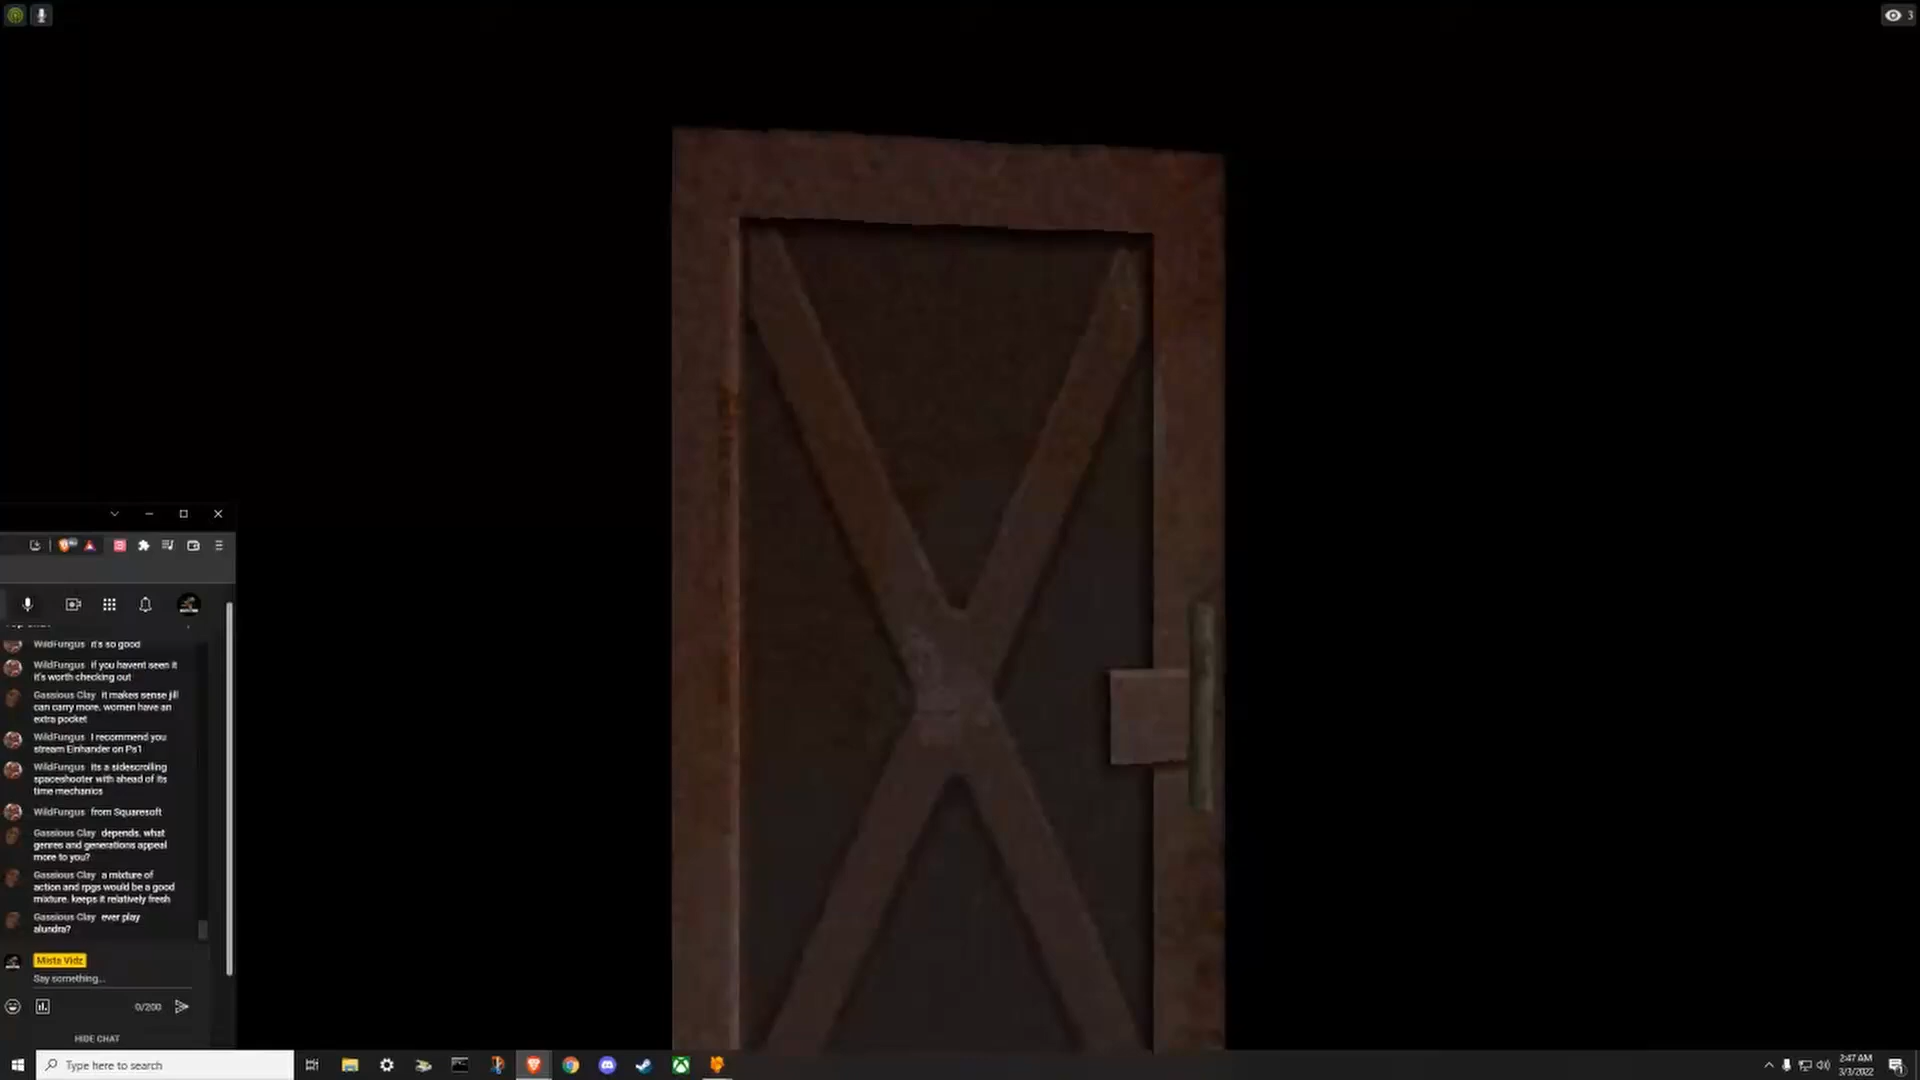 3
WildFungus it's so good
WildFungus if you havent seen it
it's worth checking out
Gassious Clay it makes sense jill
can carry more, women have an
extra pocket
WildFungus I recommend you
stream Einhander on Ps1
WildFungus its a sidescrolling
spaceshooter with ahead of its
time mechanics
WildFungus from Squaresoft
Gassious Clay depends, what
genres and generations appeal
more to you?
Gassious Clay a mixture of
action and rpgs would be a good
mixture. keeps it relatively fresh
Gassious Clay ever play
alundra?
Mista Vidz
Say something...
0/200
HIDE CHAT
Type here to search
2:47 AM
3/3/2022